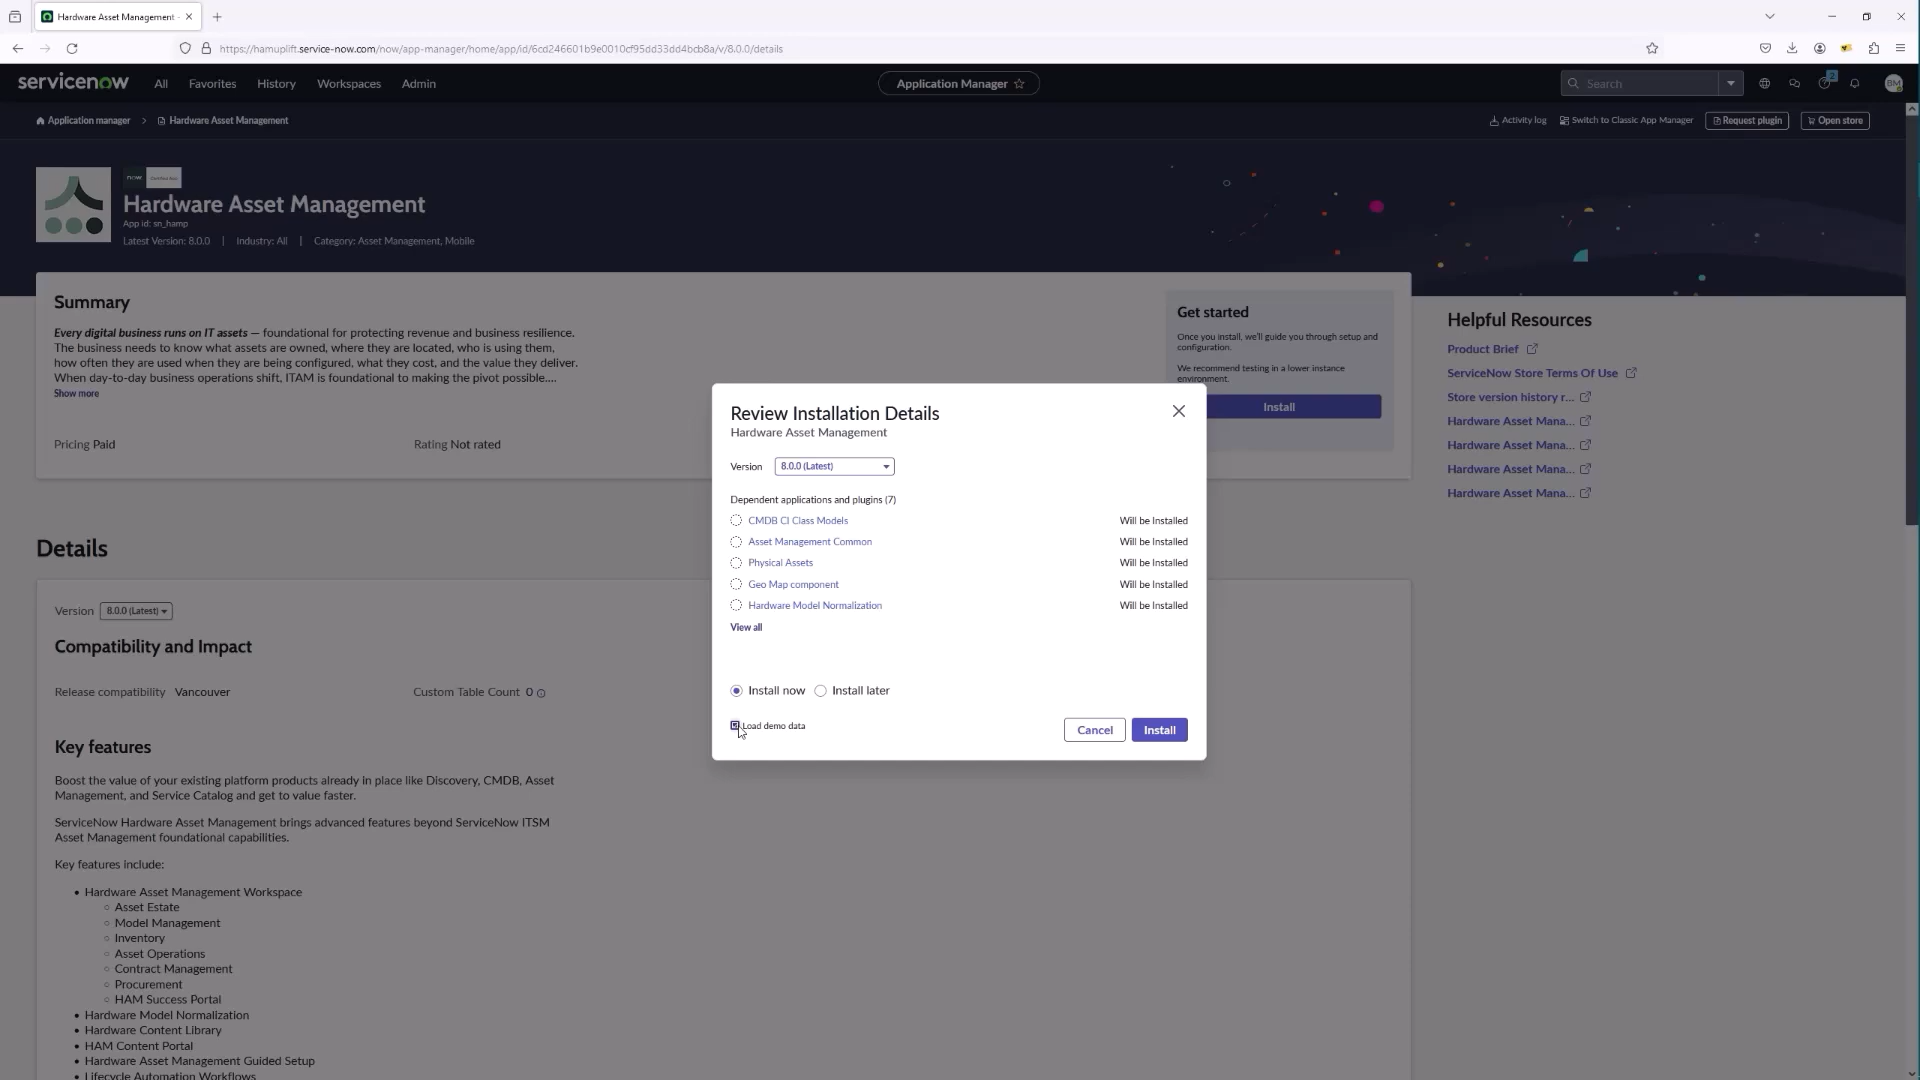 Hardware Asset Management -
https://hamuplift.service-now.com/now/app-manager/home/app/id/6cd246601b9e0010cf95dd33dd4bcb8a/v/8.0.0/details
servicenow All Favorites History Workspaces Admin Application Manager Search 2 BM
Application manager > Hardware Asset Management Activity log Switch to Classic App Manager Request plugin Open store
now
Hardware Asset Management
App id: sn_hamp
Latest Version: 8.0.0 | Industry: All | Category: Asset Management, Mobile
Summary
Every digital business runs on IT assets — foundational for protecting revenue and business resilience.
The business needs to know what assets are owned, where they are located, who is using them,
how often they are used when they are being configured, what they cost, and the value they deliver.
When day-to-day business operations shift, ITAM is foundational to making the pivot possible....
Show more
Pricing Paid Rating Not rated
Get started
Once you install, we'll guide you through setup and
configuration.
We recommend testing in a lower instance
environment.
Install
Helpful Resources
Product Brief
ServiceNow Store Terms Of Use
Store version history r...
Hardware Asset Mana...
Hardware Asset Mana...
Hardware Asset Mana...
Hardware Asset Mana...
Review Installation Details
Hardware Asset Management
Version 8.0.0 (Latest)
Dependent applications and plugins (7)
CMDB CI Class Models Will be Installed
Asset Management Common Will be Installed
Physical Assets Will be Installed
Geo Map component Will be Installed
Hardware Model Normalization Will be Installed
View all
Install now Install later
Load demo data Cancel Install
Details
Version 8.0.0 (Latest)
Compatibility and Impact
Release compatibility Vancouver Custom Table Count 0
Key features
Boost the value of your existing platform products already in place like Discovery, CMDB, Asset
Management, and Service Catalog and get to value faster.
ServiceNow Hardware Asset Management brings advanced features beyond ServiceNow ITSM
Asset Management foundational capabilities.
Key features include:
• Hardware Asset Management Workspace
○ Asset Estate
○ Model Management
○ Inventory
○ Asset Operations
○ Contract Management
○ Procurement
○ HAM Success Portal
• Hardware Model Normalization
• Hardware Content Library
• HAM Content Portal
• Hardware Asset Management Guided Setup
• Lifecycle Automation Workflows